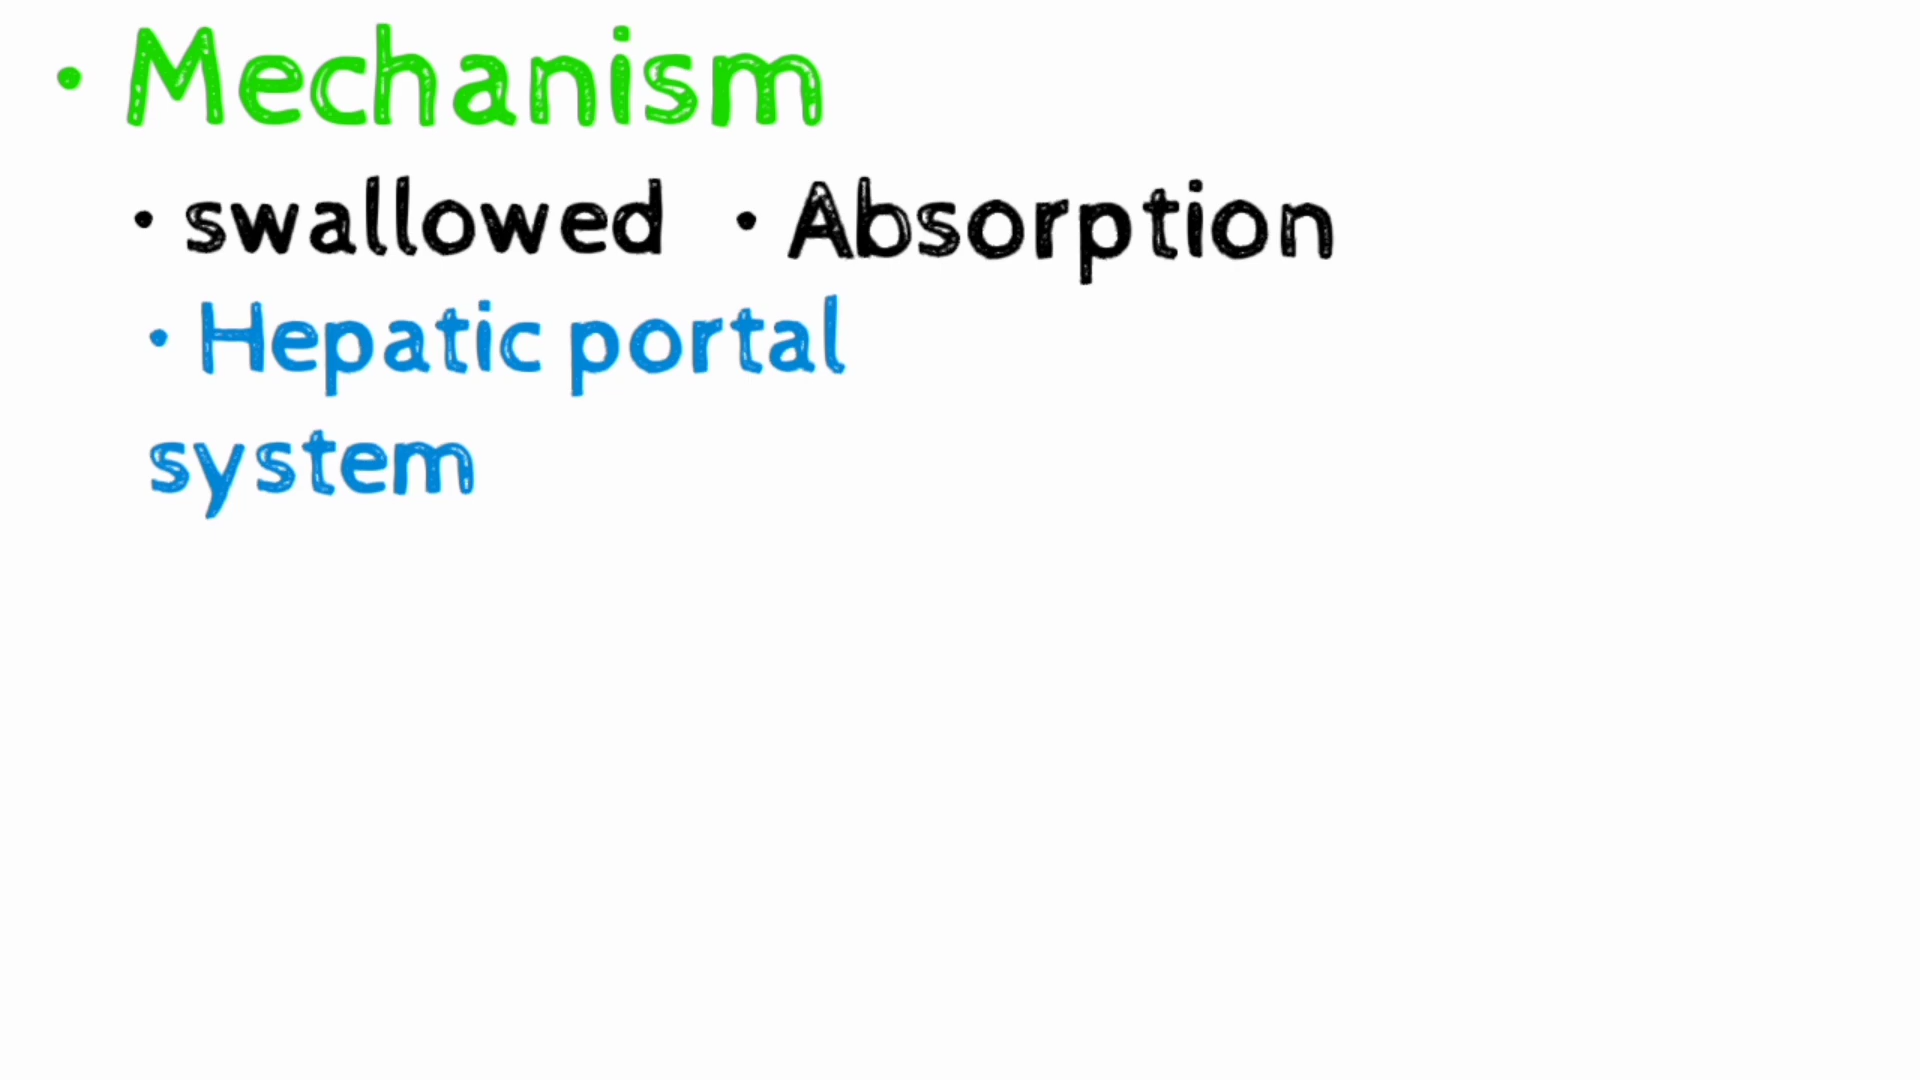 • Mechanism
• swallowed • Absorption
• Hepatic portal
system